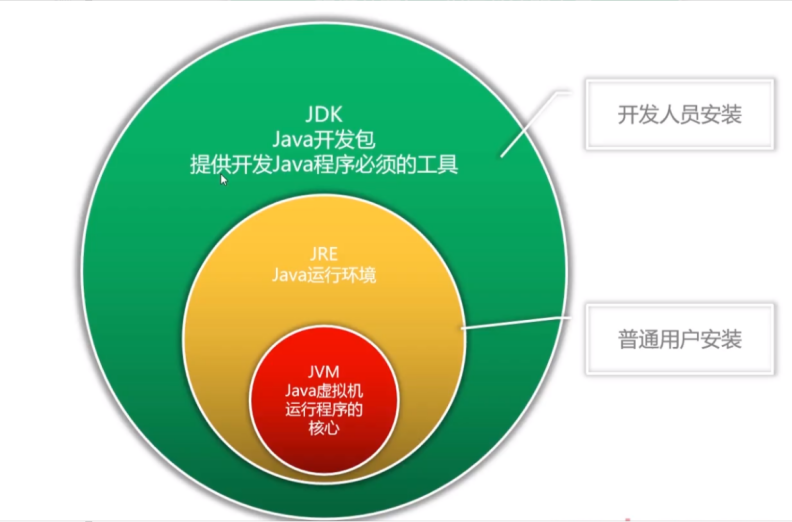 JDK
Java开发包
提供开发Java程序必须的工具
开发人员安装
JRE
Java运行环境
普通用户安装
JVM
Java虚拟机
运行程序的
核心